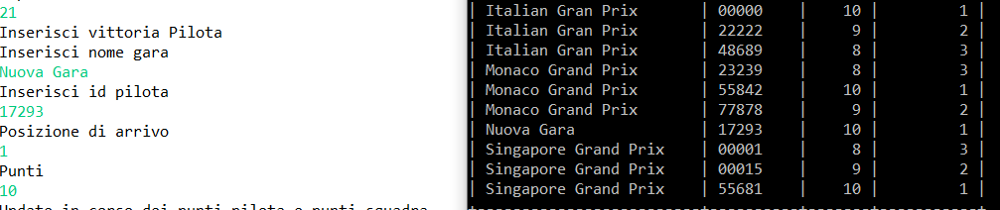 21
Inserisci vittoria Pilota
Inserisci nome gara
Nuova Gara
Inserisci id pilota
17293
Posizione di arrivo
1
Punti
10
Update in corso dei punti pilota e punti squadra
| Italian Gran Prix | 00000 | 10 | 1 |
| Italian Gran Prix | 22222 | 9 | 2 |
| Italian Gran Prix | 48689 | 8 | 3 |
| Monaco Grand Prix | 23239 | 8 | 3 |
| Monaco Grand Prix | 55842 | 10 | 1 |
| Monaco Grand Prix | 77878 | 9 | 2 |
| Nuova Gara | 17293 | 10 | 1 |
| Singapore Grand Prix | 00001 | 8 | 3 |
| Singapore Grand Prix | 00015 | 9 | 2 |
| Singapore Grand Prix | 55681 | 10 | 1 |